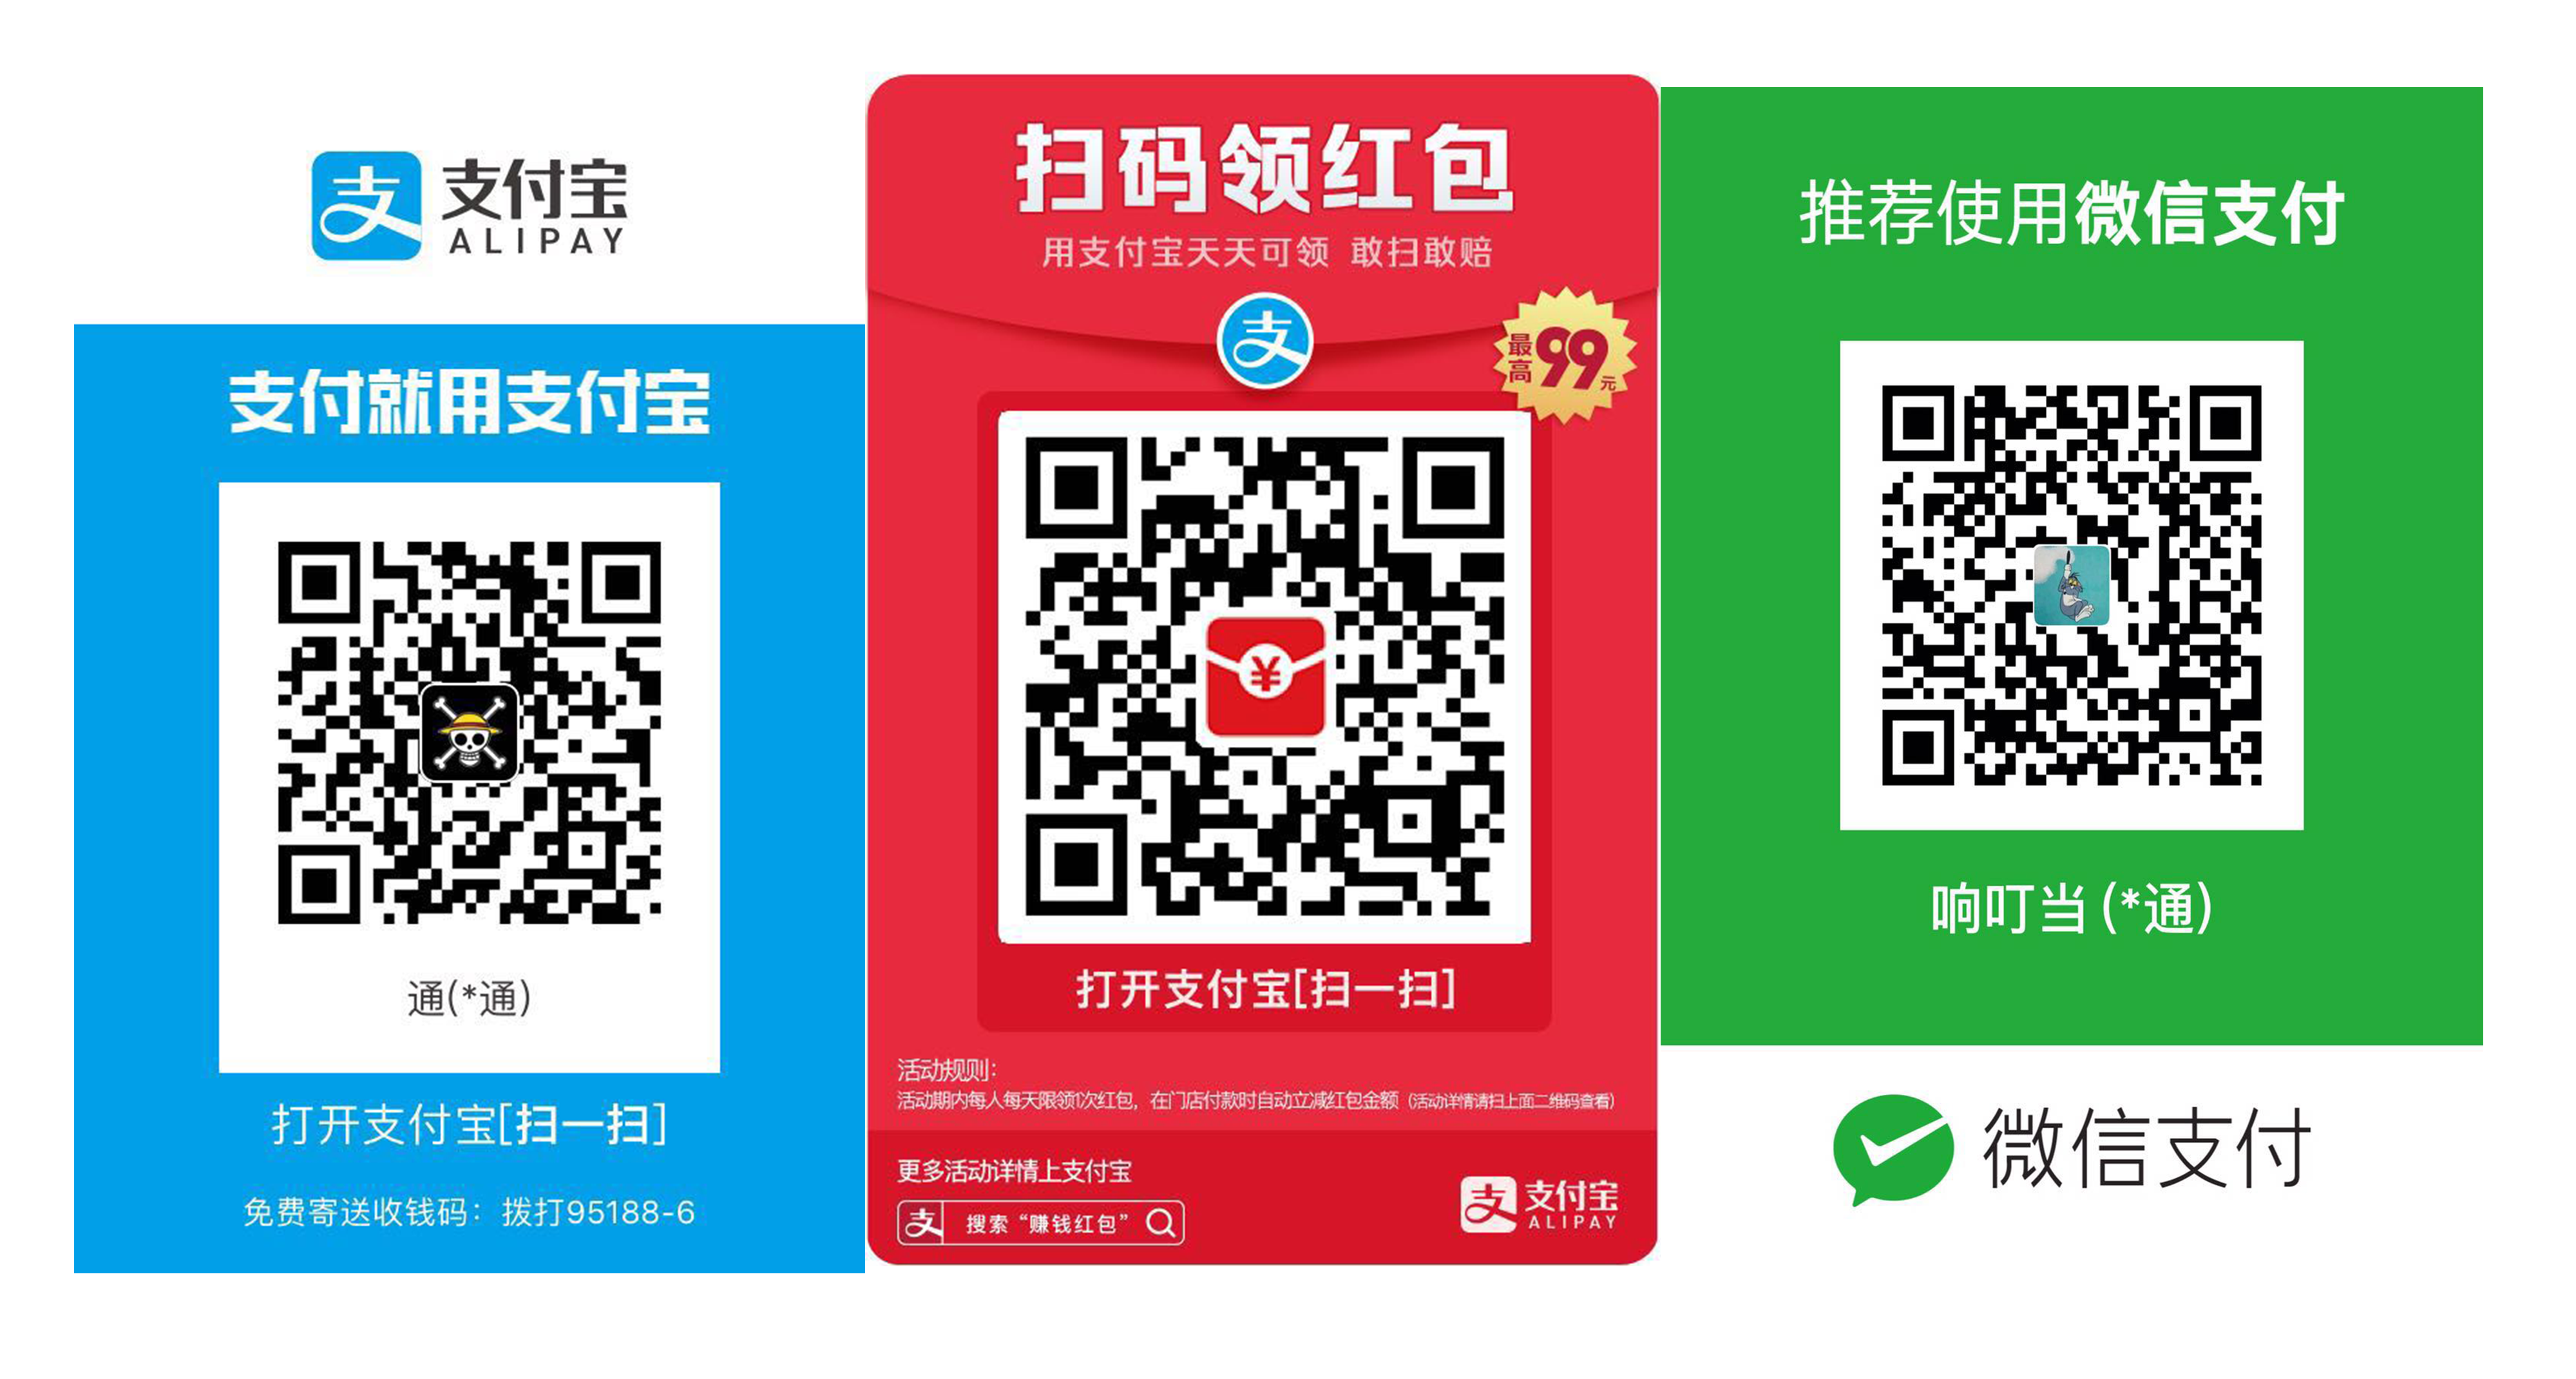 支
支付宝
ALIPAY
支付就用支付宝
通(*通)
打开支付宝[扫一扫]
免费寄送收钱码：拨打95188-6
扫码领红包
用支付宝天天可领 敢扫敢赔
支
最高99元
¥
打开支付宝[扫一扫]
活动规则：
活动期内每人每天限领1次红包，在门店付款时自动立减红包金额（活动详情请扫上面二维码查看）
更多活动详情上支付宝
支 搜索“赚钱红包”
支 支付宝
ALIPAY
推荐使用微信支付
响叮当(*通)
微信支付